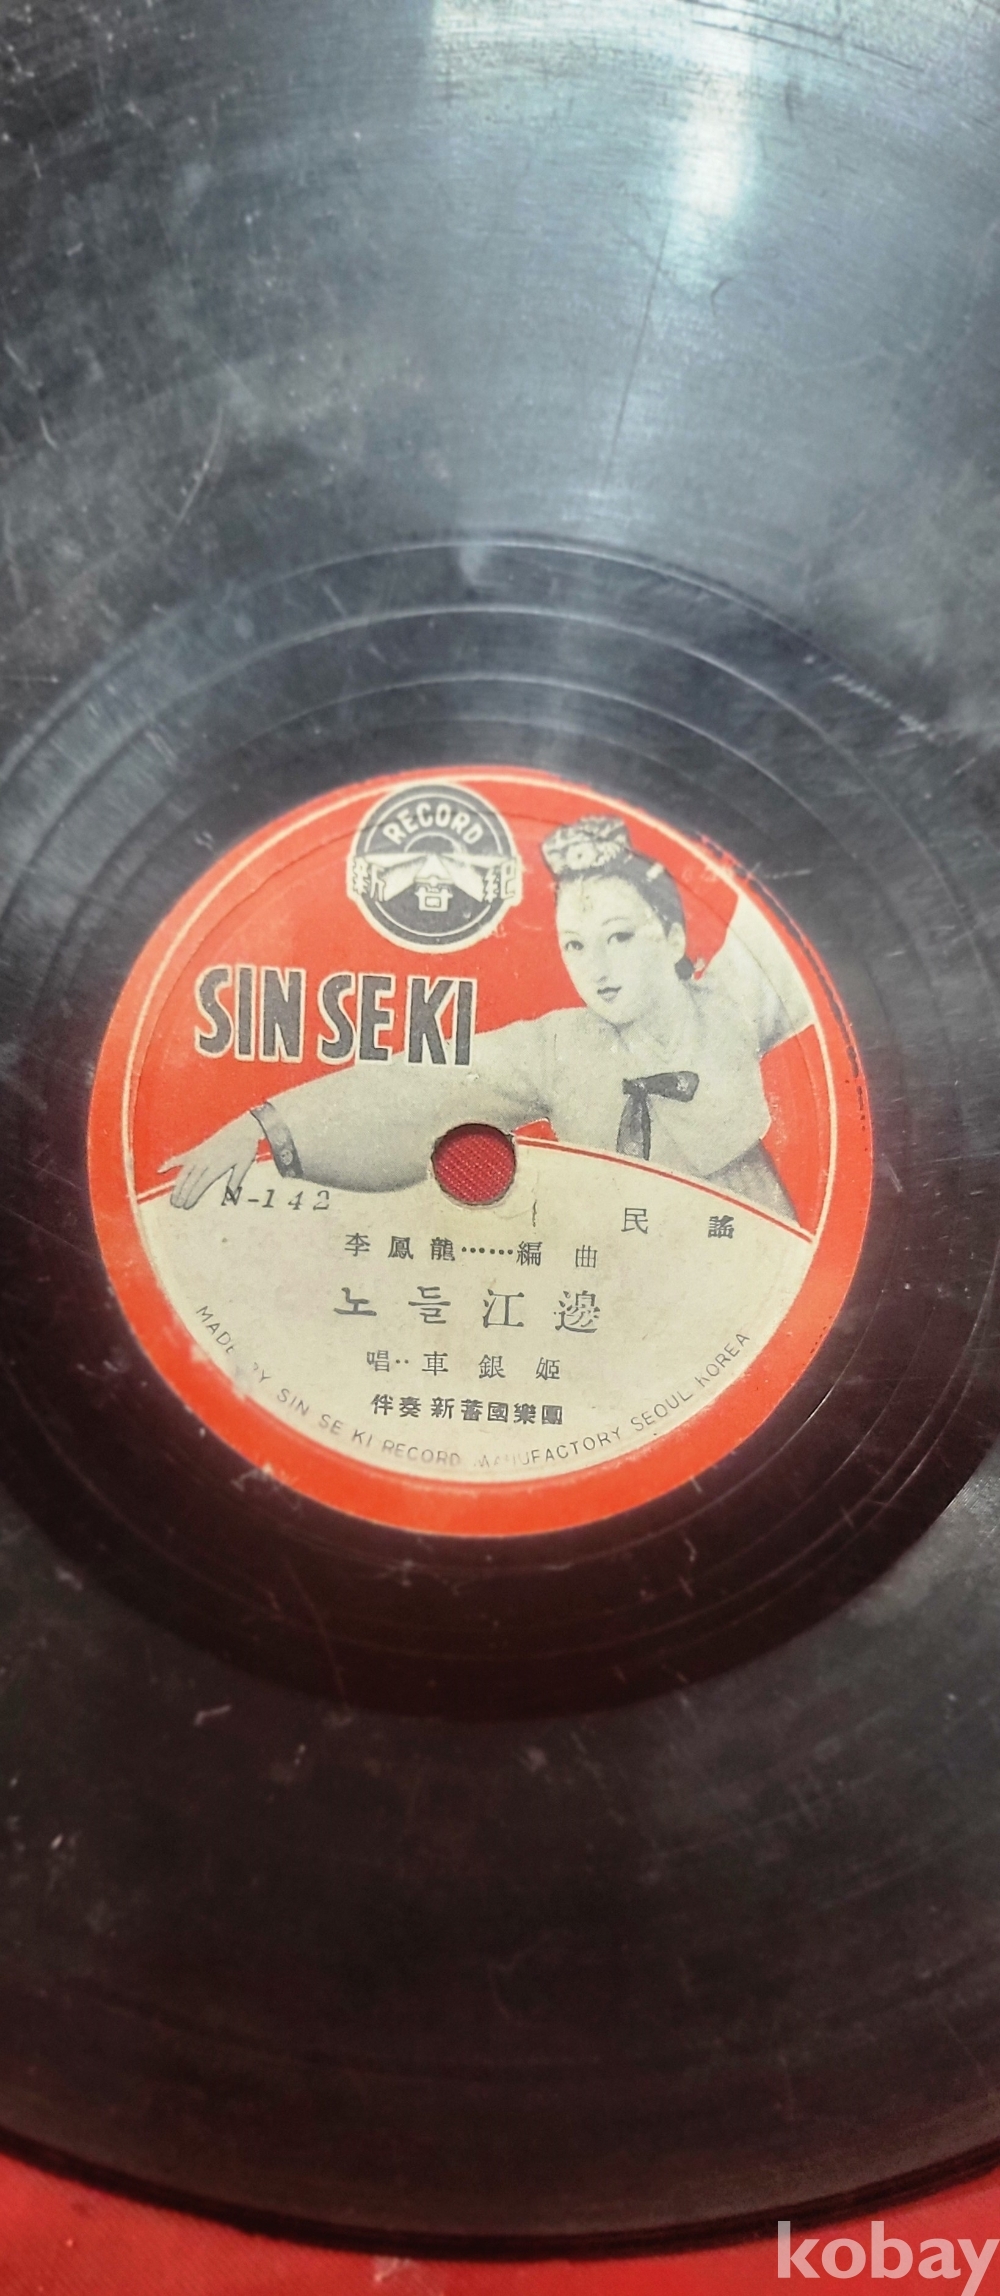 RECORD
新世紀
SIN SE KI
N-142
民謠
李鳳龍……編曲
노들江邊
唱‥車銀姬
伴奏 新蓄國樂團
MADE BY SIN SE KI RECORD MANUFACTORY SEOUL KOREA
kobay